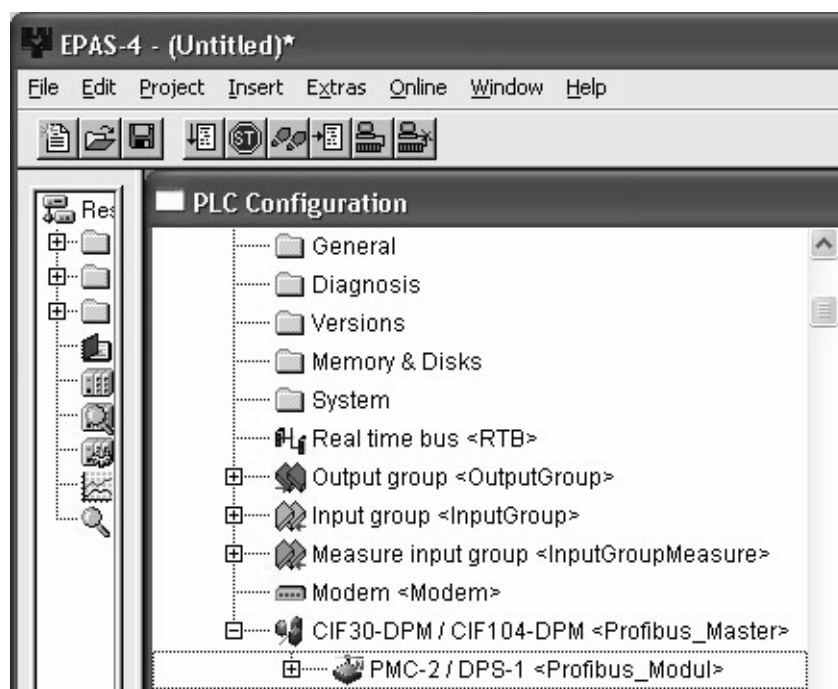 EPAS-4 - (Untitled)*
File Edit Project Insert Extras Online Window Help
ST
Res
PLC Configuration
General
Diagnosis
Versions
Memory & Disks
System
Real time bus <RTB>
Output group <OutputGroup>
Input group <InputGroup>
Measure input group <InputGroupMeasure>
Modem <Modem>
CIF30-DPM / CIF104-DPM <Profibus_Master>
PMC-2 / DPS-1 <Profibus_Modul>